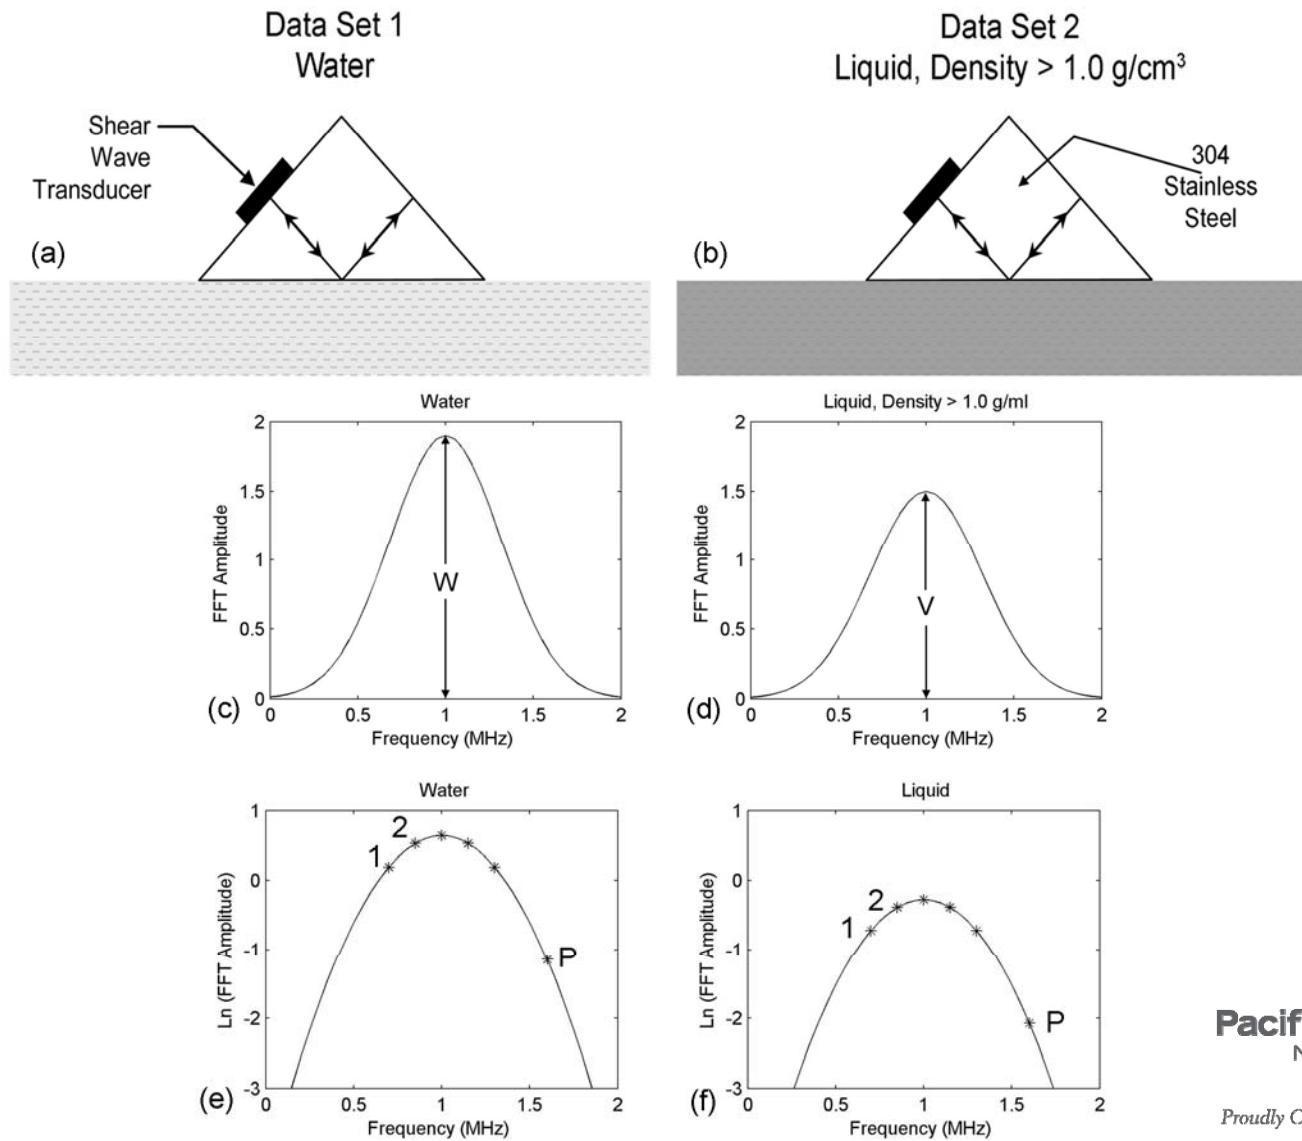 Data Set 1
Water
Data Set 2
Liquid, Density > 1.0 g/cm³
Shear
Wave
Transducer
304
Stainless
Steel
(a)
(b)
Water
2
1.5
1
0.5
0
FFT Amplitude
W
0 0.5 1 1.5 2
Frequency (MHz)
(c)
Liquid, Density > 1.0 g/ml
2
1.5
1
0.5
0
FFT Amplitude
V
0 0.5 1 1.5 2
Frequency (MHz)
(d)
Water
1
0
-1
-2
-3
Ln (FFT Amplitude)
1
2
P
0 0.5 1 1.5 2
Frequency (MHz)
(e)
Liquid
1
0
-1
-2
-3
Ln (FFT Amplitude)
1
2
P
0 0.5 1 1.5 2
Frequency (MHz)
(f)
Pacif
N
Proudly O